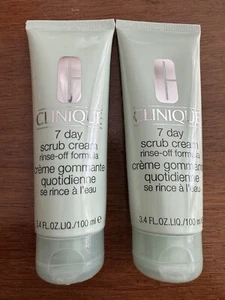 CLINIQUE
7 day
scrub cream
rinse-off formula
crème gommante
quotidienne
se rince à l'eau
3.4 FL.OZ.LIQ./100 ml e
CLINIQUE
7 day
scrub cream
rinse-off formula
crème gommante
quotidienne
se rince à l'eau
3.4 FL.OZ.LIQ./100 ml